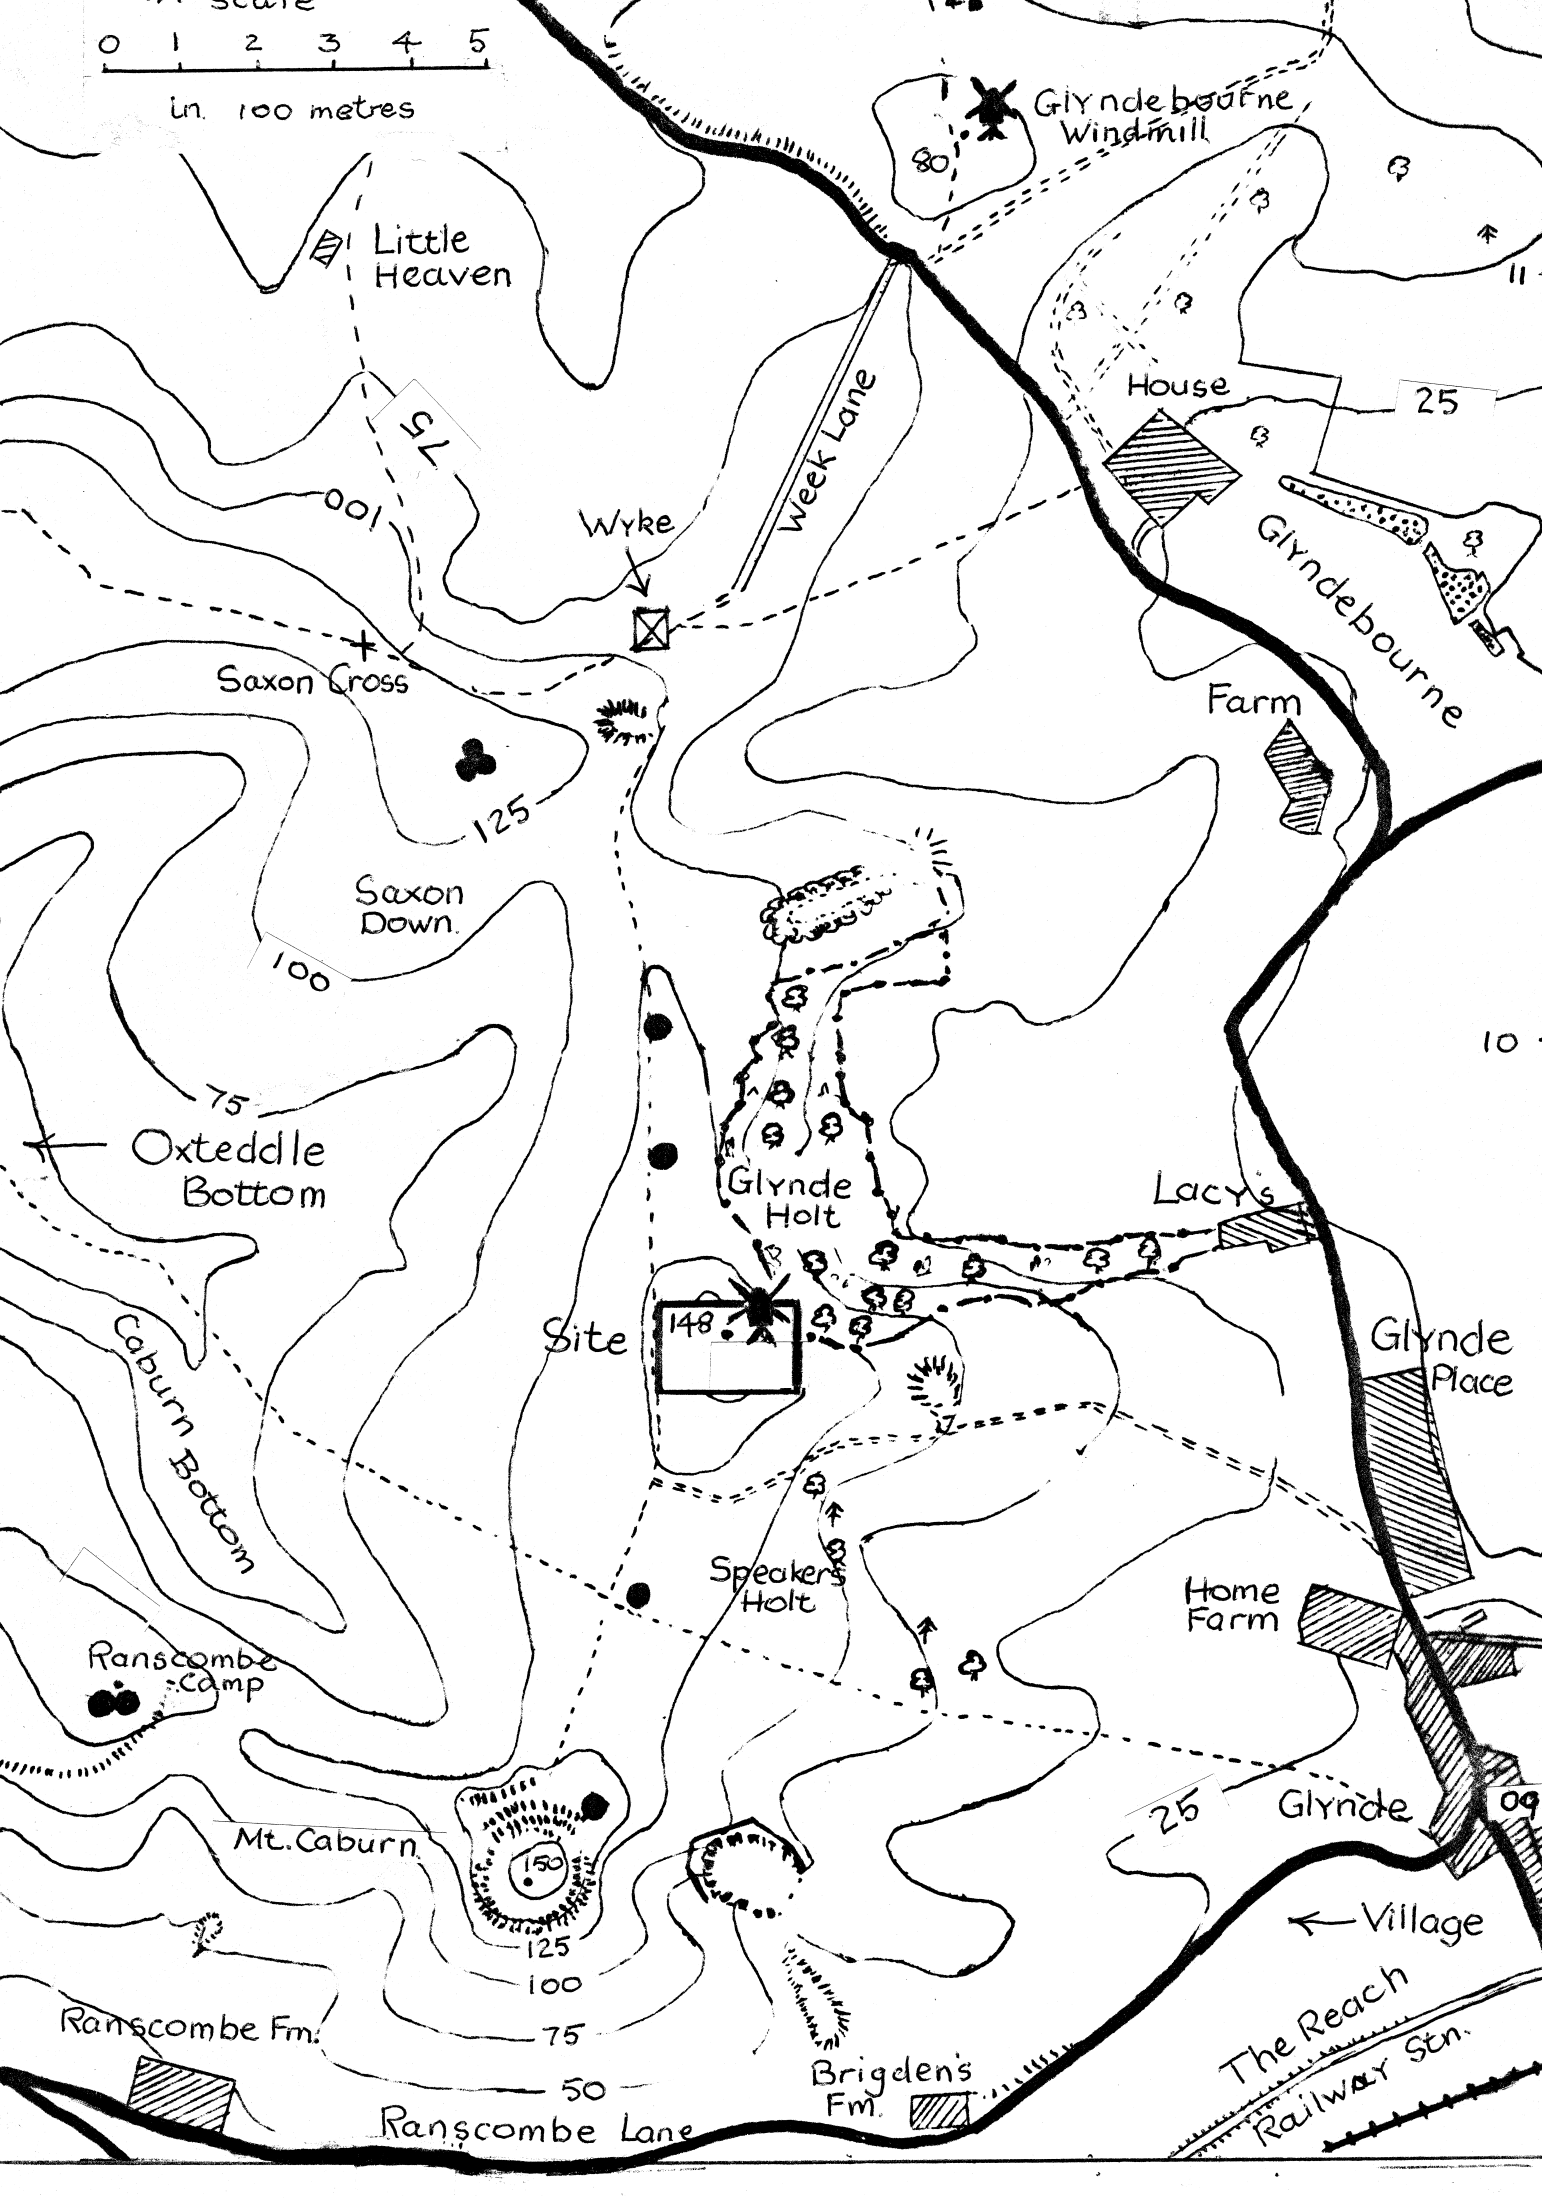 scale
0 1 2 3 4 5
in 100 metres
Glyndebourne
Windmill
80
Little
Heaven
11
House
25
75
Week Lane
100
Wyke
Glyndebourne
Saxon Cross
Farm
125
Saxon
Down.
100
10
75
Oxteddle
Bottom
Glynde
Holt
Lacy's
148
Site
Glynde
Place
Caburn Bottom
Speakers
Holt
Home
Farm
Ranscombe
Camp
25
Glynde
09
Mt. Caburn
150
Village
125
100
The Reach
Ranscombe Fm.
75
Railway Stn.
Brigden's
Fm.
50
Ranscombe Lane